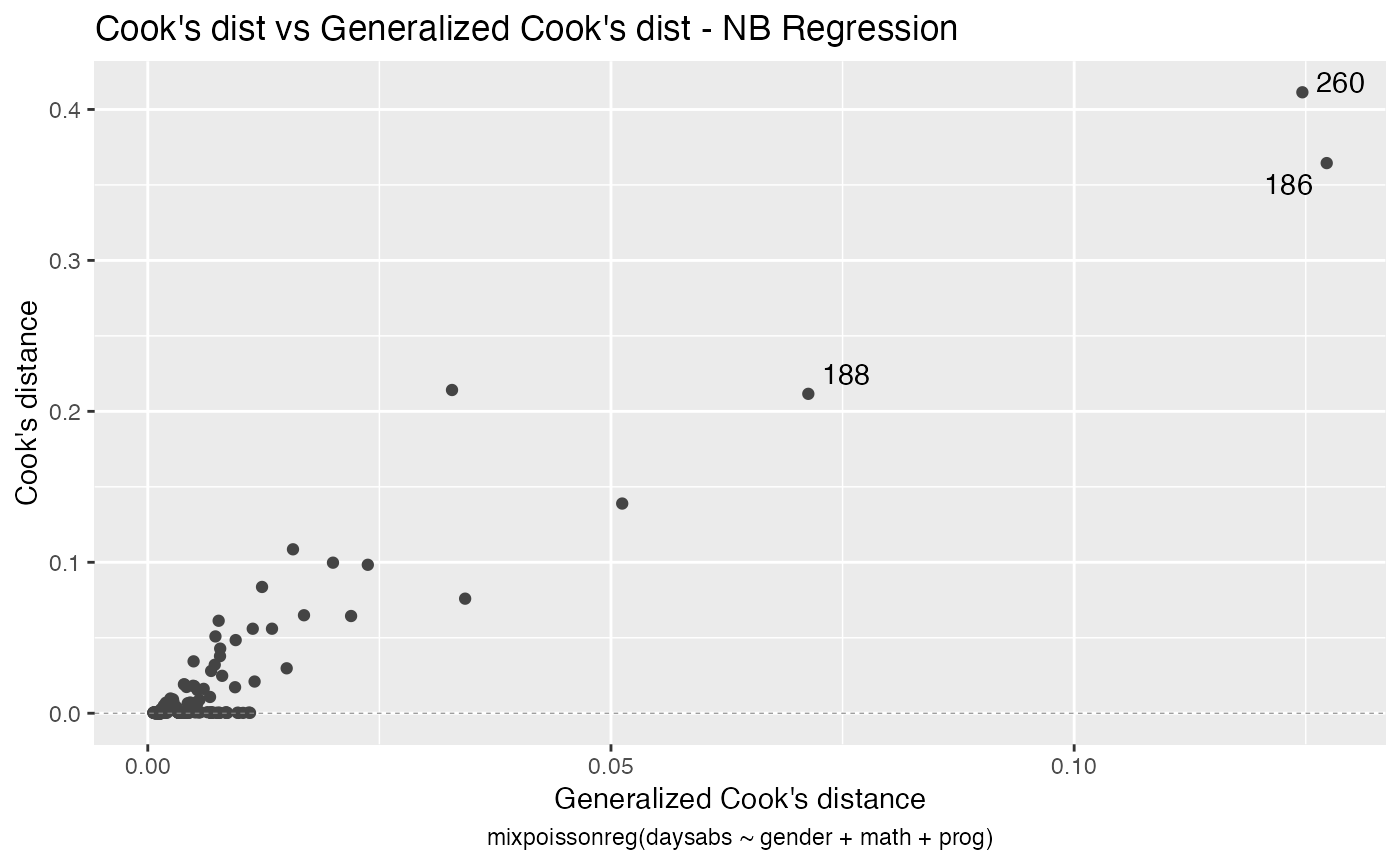 Cook's dist vs Generalized Cook's dist - NB Regression
260
0.4
186
0.3
188
0.2
0.1
0.0
Cook's distance
0.00
0.05
0.10
Generalized Cook's distance
mixpoissonreg(daysabs ~ gender + math + prog)